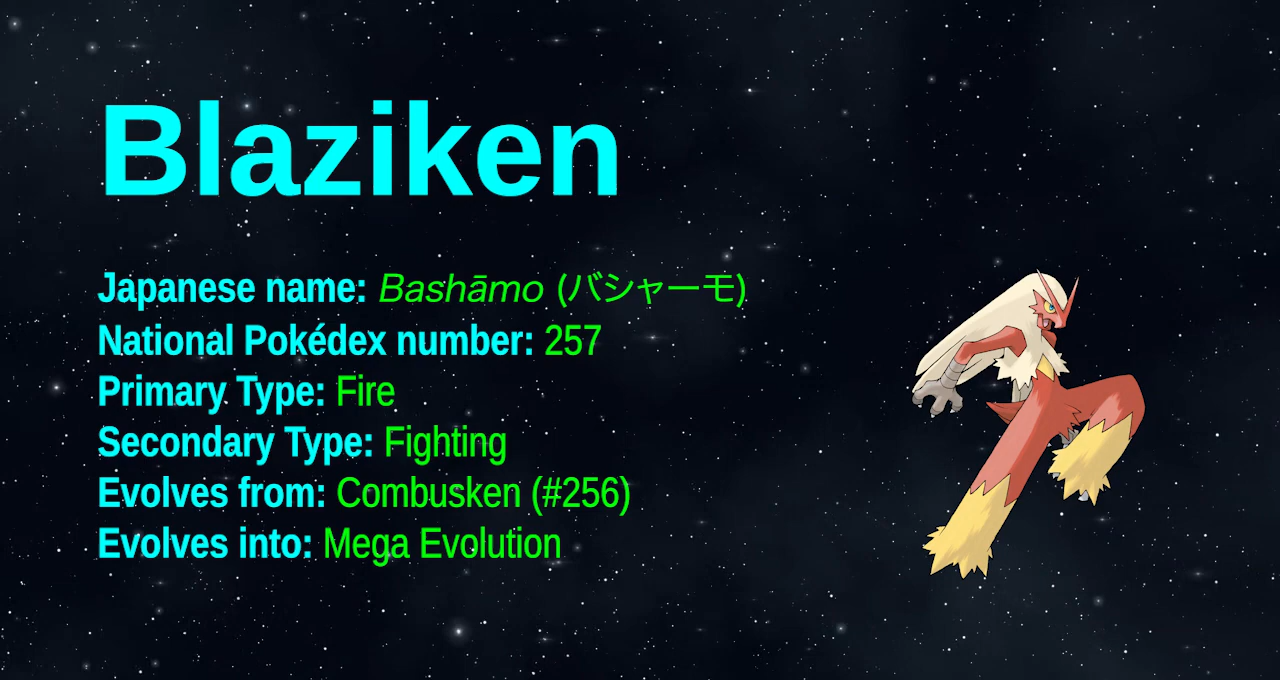 Blaziken
Japanese name: Bashāmo (バシャーモ)
National Pokédex number: 257
Primary Type: Fire
Secondary Type: Fighting
Evolves from: Combusken (#256)
Evolves into: Mega Evolution